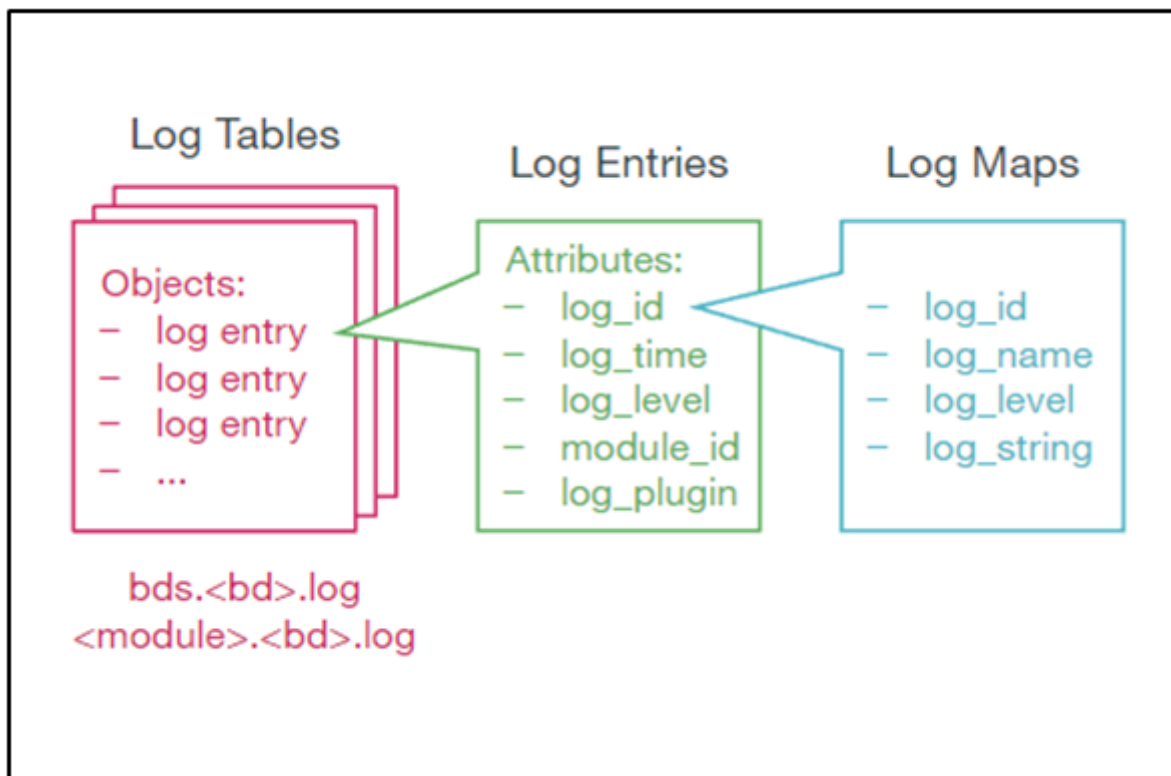 Log Tables
Objects:
– log entry
– log entry
– log entry
– ...
bds.<bd>.log
<module>.<bd>.log
Log Entries
Attributes:
– log_id
– log_time
– log_level
– module_id
– log_plugin
Log Maps
– log_id
– log_name
– log_level
– log_string